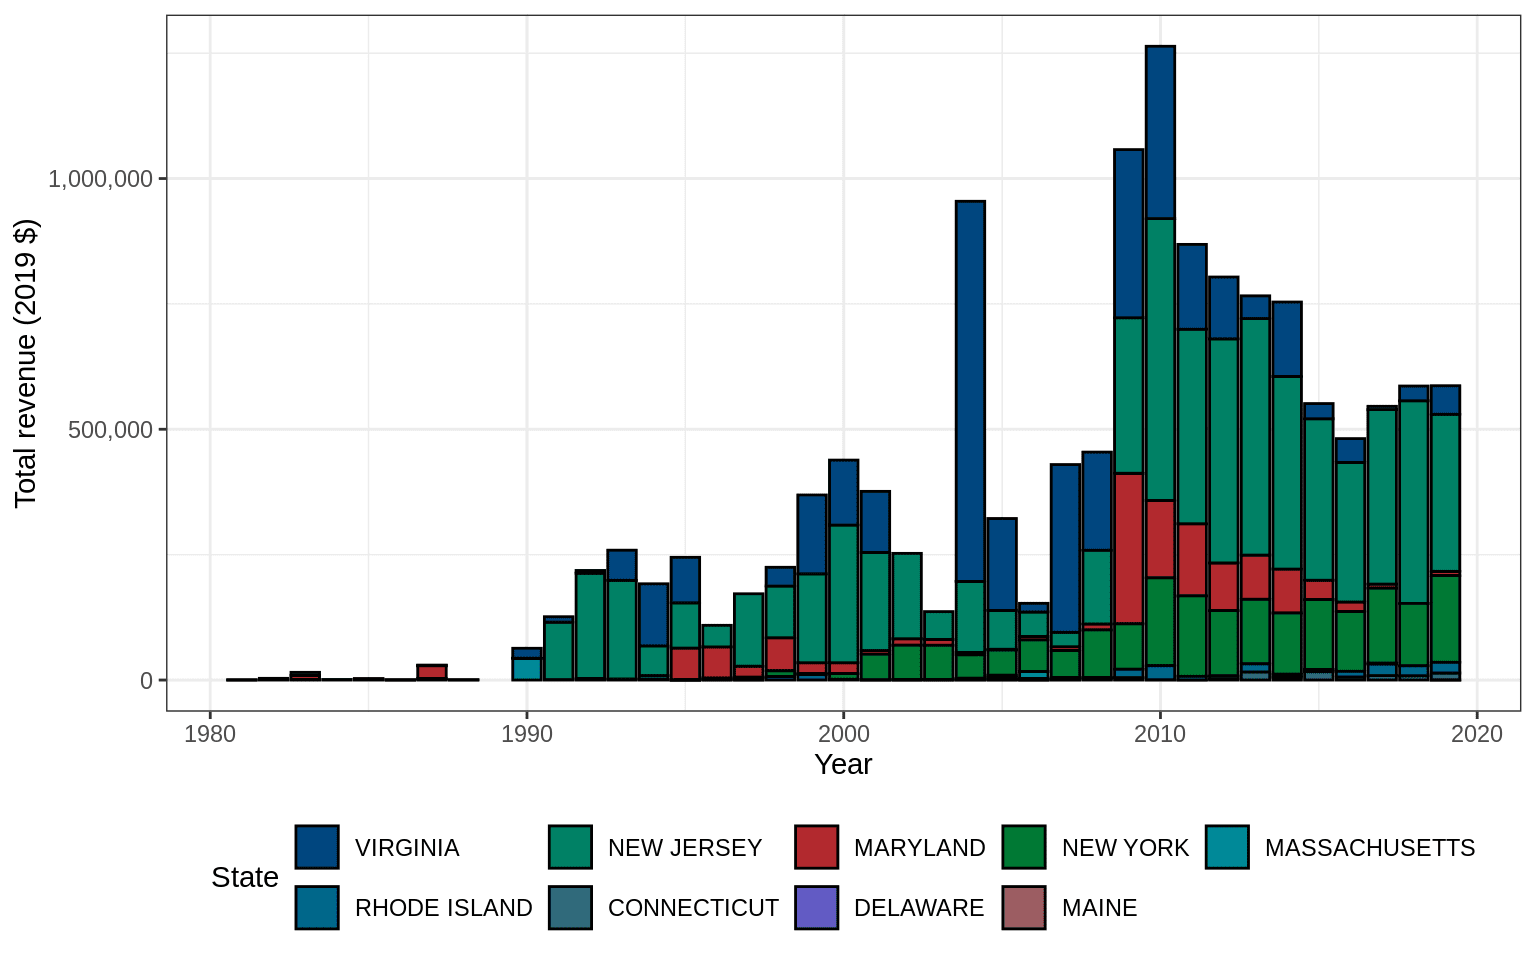 Total revenue (2019 $)
1,000,000
500,000
0
1980 1990 2000 2010 2020
Year
State
VIRGINIA NEW JERSEY MARYLAND NEW YORK MASSACHUSETTS
RHODE ISLAND CONNECTICUT DELAWARE MAINE